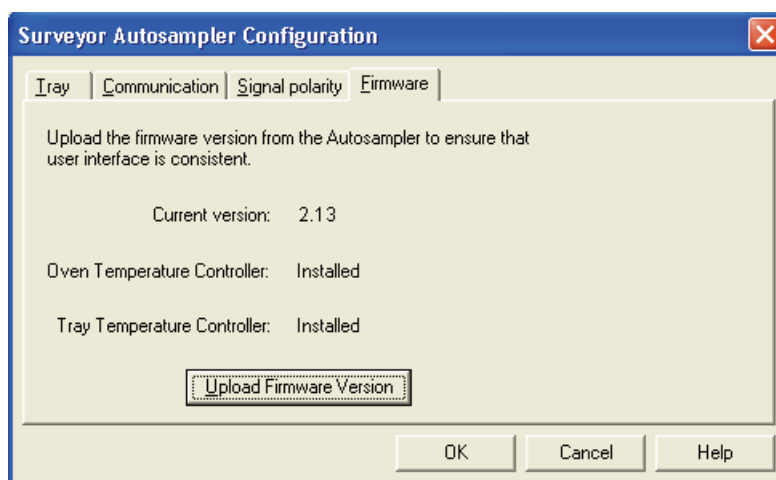 Surveyor Autosampler Configuration
Tray Communication Signal polarity Firmware
Upload the firmware version from the Autosampler to ensure that
user interface is consistent.
Current version: 2.13
Oven Temperature Controller: Installed
Tray Temperature Controller: Installed
Upload Firmware Version
OK Cancel Help